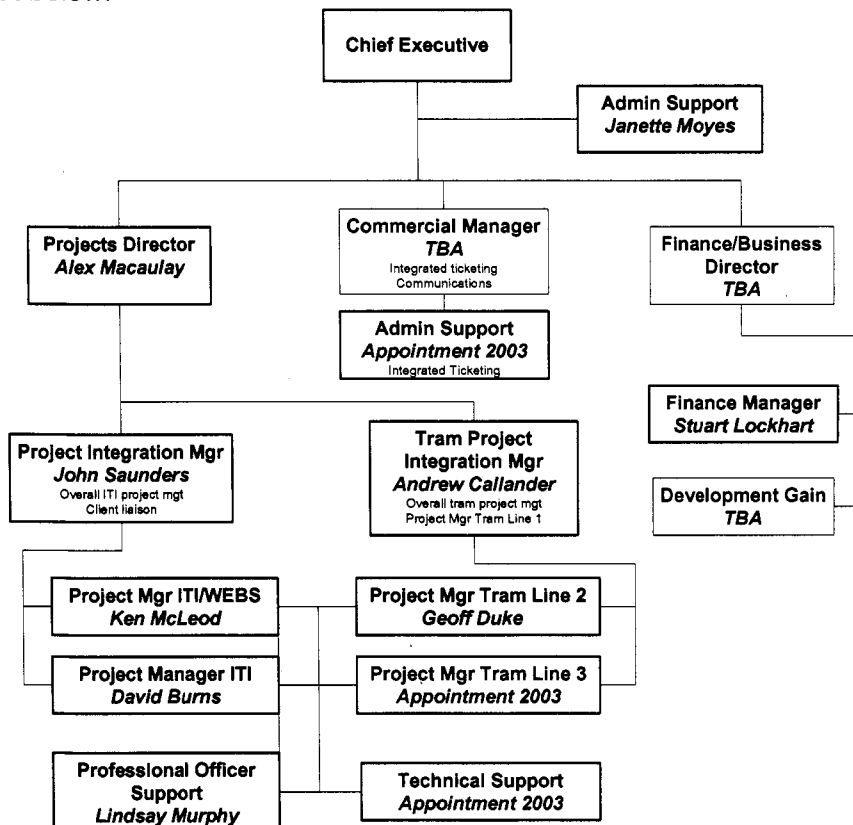 Chief Executive
Admin Support
Janette Moyes
Projects Director
Alex Macaulay
Commercial Manager
TBA
Integrated ticketing
Communications
Finance/Business
Director
TBA
Admin Support
Appointment 2003
Integrated Ticketing
Finance Manager
Stuart Lockhart
Project Integration Mgr
John Saunders
Overall ITI project mgt
Client liaison
Tram Project
Integration Mgr
Andrew Callander
Overall tram project mgt
Project Mgr Tram Line 1
Development Gain
TBA
Project Mgr ITI/WEBS
Ken McLeod
Project Mgr Tram Line 2
Geoff Duke
Project Manager ITI
David Burns
Project Mgr Tram Line 3
Appointment 2003
Professional Officer
Support
Lindsay Murphy
Technical Support
Appointment 2003